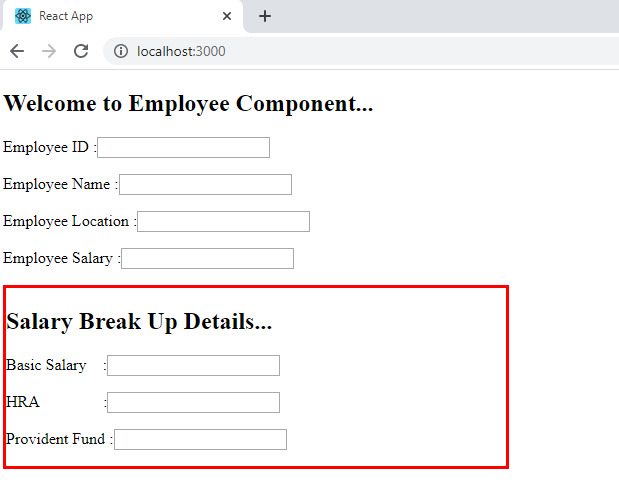 React App
localhost:3000
Welcome to Employee Component...
Employee ID :
Employee Name :
Employee Location :
Employee Salary :
Salary Break Up Details...
Basic Salary :
HRA :
Provident Fund :